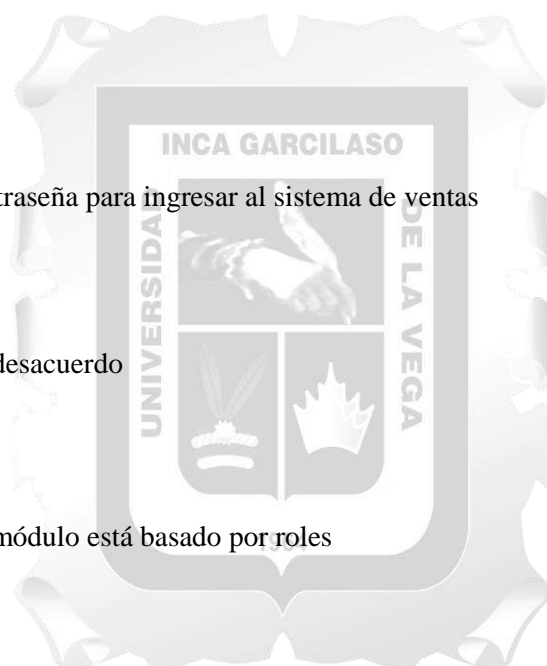 INCA GARCILASO
traseña para ingresar al sistema de ventas
UNIVERSIDAD
DE LA VEGA
desacuerdo
módulo está basado por roles